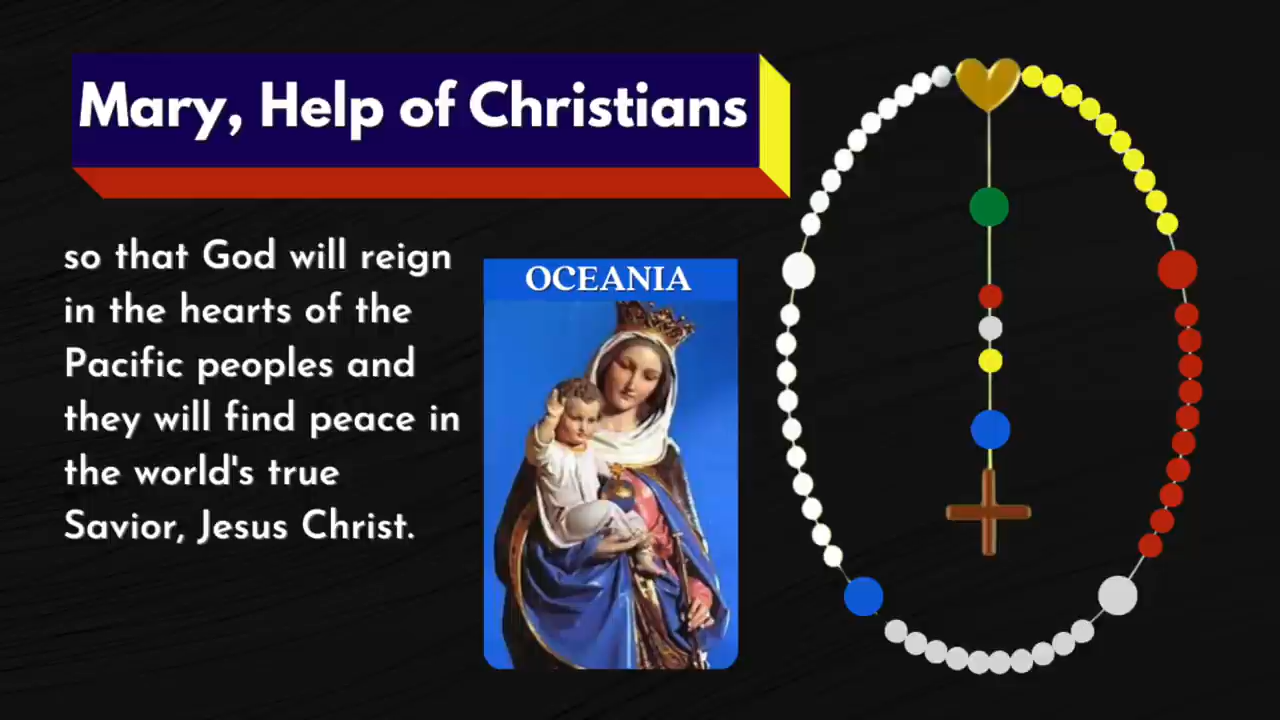 Mary, Help of Christians
so that God will reign
in the hearts of the
Pacific peoples and
they will find peace in
the world's true
Savior, Jesus Christ.
OCEANIA